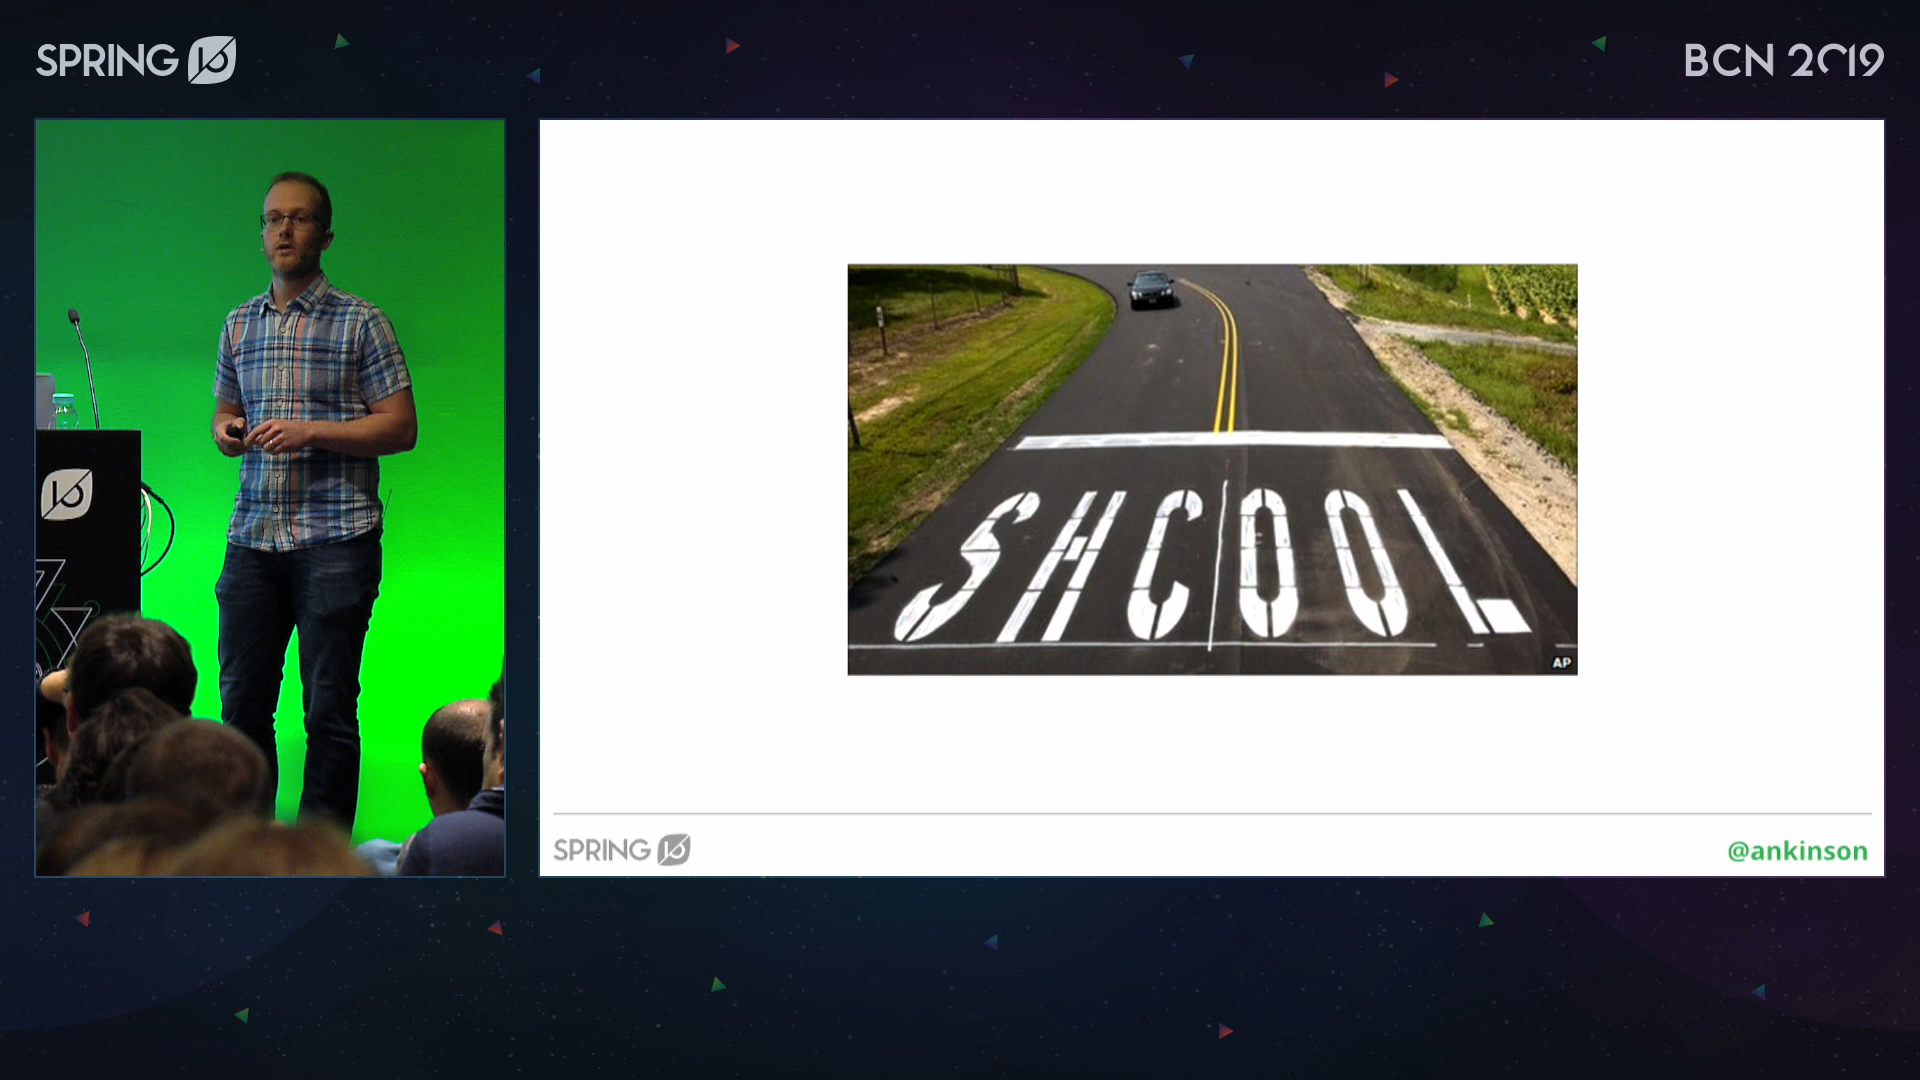 SPRING IO
BCN 2019
SHCOOL
AP
SPRING IO
@ankinson